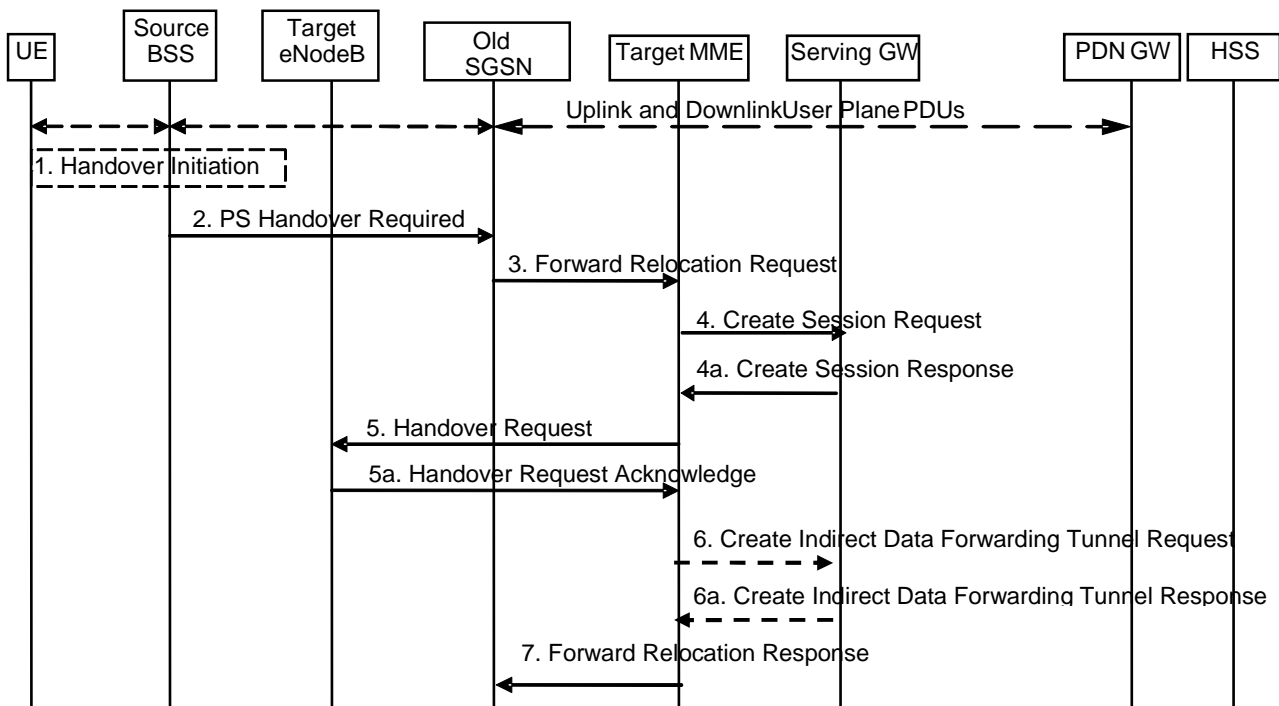 UE
Source
BSS
Target
eNodeB
Old
SGSN
Target MME
Serving GW
PDN GW
HSS
Uplink and DownlinkUser Plane PDUs
1. Handover Initiation
2. PS Handover Required
3. Forward Relocation Request
4. Create Session Request
4a. Create Session Response
5. Handover Request
5a. Handover Request Acknowledge
6. Create Indirect Data Forwarding Tunnel Request
6a. Create Indirect Data Forwarding Tunnel Response
7. Forward Relocation Response